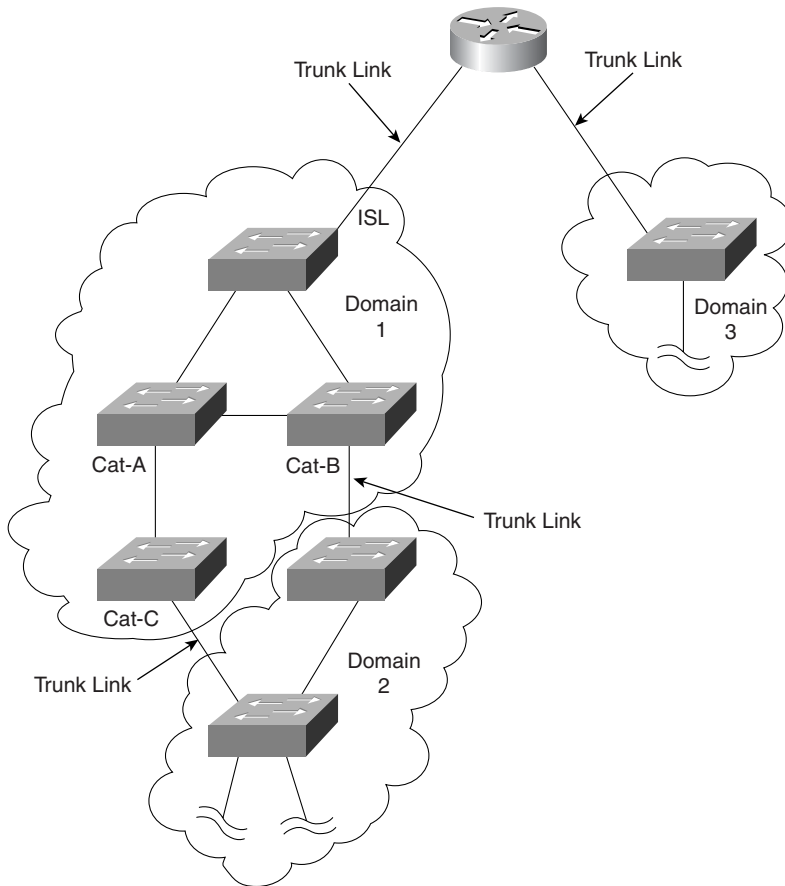 Trunk Link
Trunk Link
ISL
Domain
1
Domain
3
Cat-A
Cat-B
Trunk Link
Cat-C
Domain
2
Trunk Link